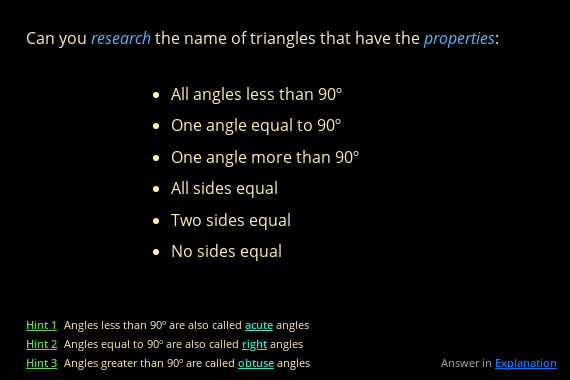 Can you research the name of triangles that have the properties:
• All angles less than 90º
• One angle equal to 90º
• One angle more than 90º
• All sides equal
• Two sides equal
• No sides equal
Hint 1 Angles less than 90º are also called acute angles
Hint 2 Angles equal to 90º are also called right angles
Hint 3 Angles greater than 90º are called obtuse angles
Answer in Explanation